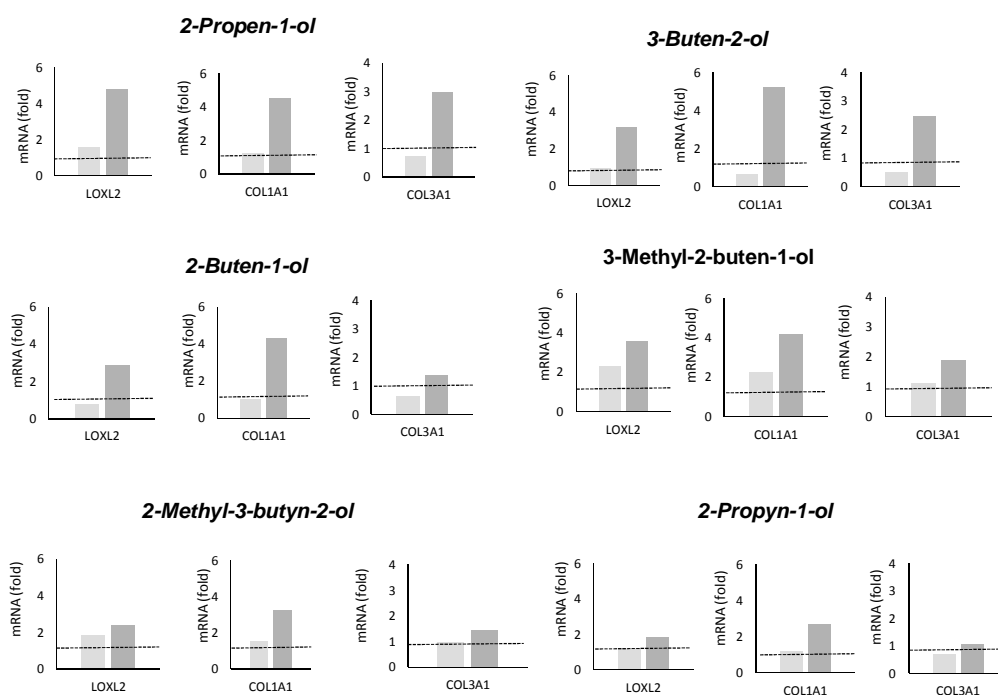 2-Propen-1-ol
mRNA (fold)
6
4
2
0
LOXL2
6
4
2
0
COL1A1
4
3
2
1
0
COL3A1
3-Buten-2-ol
mRNA (fold)
6
4
2
0
LOXL2
mRNA (fold)
6
4
2
0
COL1A1
mRNA (fold)
4
3
2
1
0
COL3A1
2-Buten-1-ol
mRNA (fold)
6
4
2
0
LOXL2
6
4
2
0
COL1A1
4
3
2
1
0
COL3A1
3-Methyl-2-buten-1-ol
mRNA (fold)
6
4
2
0
LOXL2
mRNA (fold)
6
4
2
0
COL1A1
mRNA (fold)
4
3
2
1
0
COL3A1
2-Methyl-3-butyn-2-ol
mRNA (fold)
6
4
2
0
LOXL2
mRNA (fold)
6
4
2
0
COL1A1
mRNA (fold)
4
3
2
1
0
COL3A1
2-Propyn-1-ol
mRNA (fold)
6
4
2
0
LOXL2
mRNA (fold)
6
4
2
0
COL1A1
mRNA (fold)
4
3
2
1
0
COL3A1